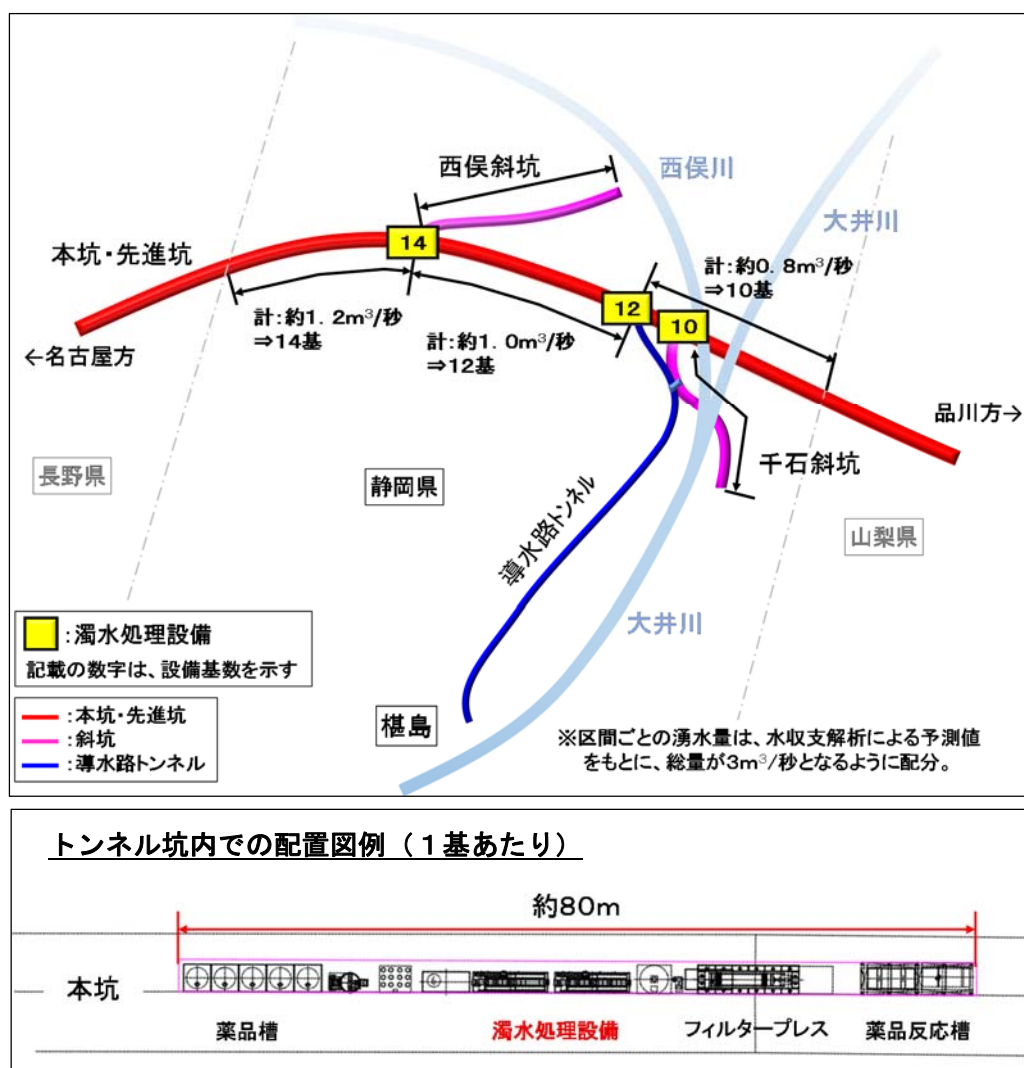 西俣斜坑
西俣川
大井川
14
本坑・先進坑
計:約0.8m³/秒
⇒10基
12
10
計:約1.2m³/秒
⇒14基
計:約1.0m³/秒
⇒12基
←名古屋方
品川方→
千石斜坑
長野県
静岡県
導水路トンネル
山梨県
大井川
:濁水処理設備
記載の数字は、設備基数を示す
:本坑・先進坑
:斜坑
:導水路トンネル
椹島
※区間ごとの湧水量は、水収支解析による予測値
をもとに、総量が3m³/秒となるように配分。
トンネル坑内での配置図例（1基あたり）
約80m
本坑
薬品槽
濁水処理設備
フィルタープレス
薬品反応槽